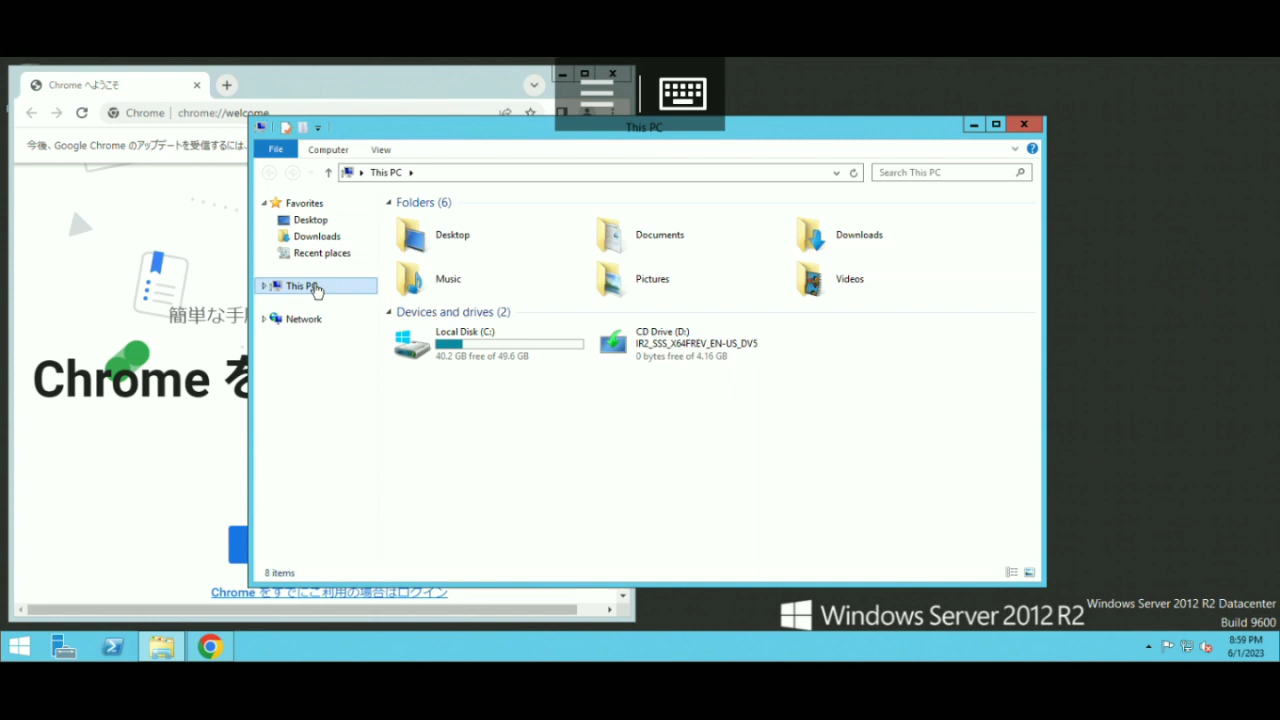 Chrome へようこそ
Chrome
chrome://welcome
今後、Google Chrome のアップデートを受信するには、
This PC
File
Computer
View
This PC
Search This PC
Favorites
Desktop
Downloads
Recent places
This PC
Network
Folders (6)
Desktop
Documents
Downloads
Music
Pictures
Videos
Devices and drives (2)
Local Disk (C:)
40.2 GB free of 49.6 GB
CD Drive (D:)
IR2_SSS_X64FREV_EN-US_DV5
0 bytes free of 4.16 GB
簡単な手
Chrome を
8 items
Chrome をすでにご利用の場合はログイン
Windows Server 2012 R2
Windows Server 2012 R2 Datacenter
Build 9600
8:59 PM
6/1/2023